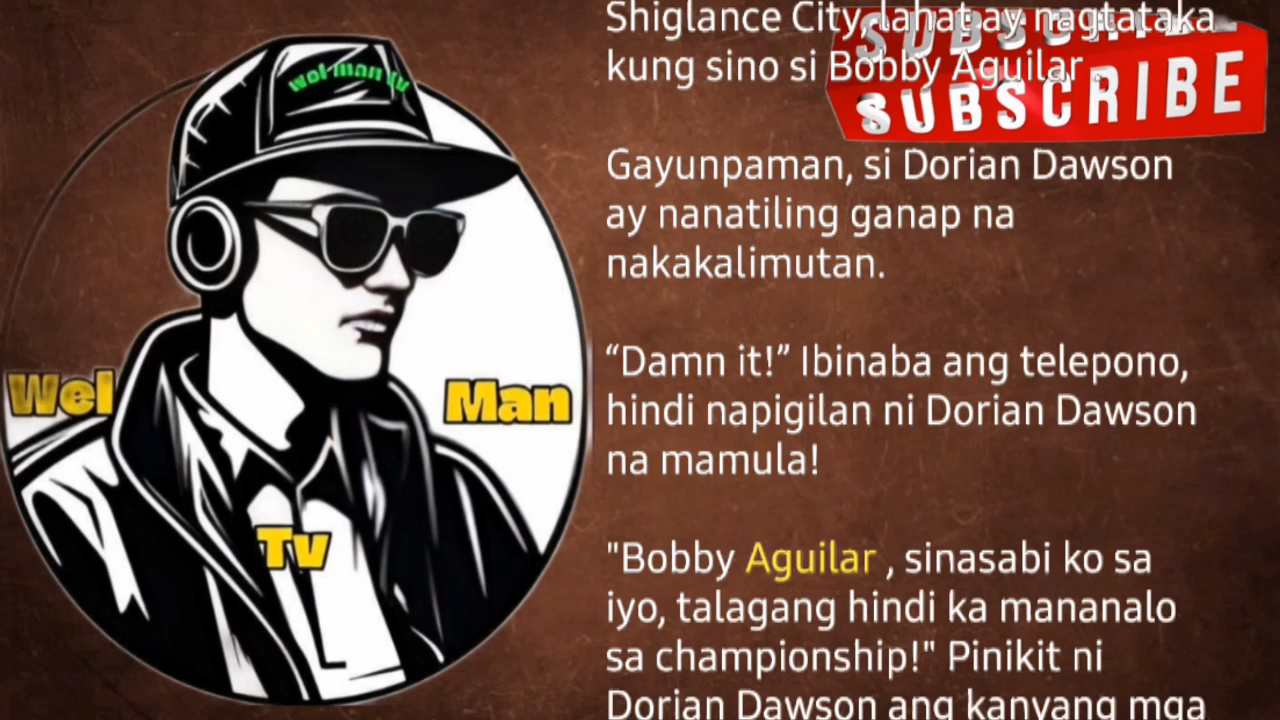 wel man tv
Wel
Man
Tv
SUBSCRIBE
SUBSCRIBE
Shiglance City, lahat ay nagtataka
kung sino si Bobby Aguilar .
Gayunpaman, si Dorian Dawson
ay nanatiling ganap na
nakakalimutan.
“Damn it!” Ibinaba ang telepono,
hindi napigilan ni Dorian Dawson
na mamula!
"Bobby Aguilar , sinasabi ko sa
iyo, talagang hindi ka mananalo
sa championship!" Pinikit ni
Dorian Dawson ang kanyang mga